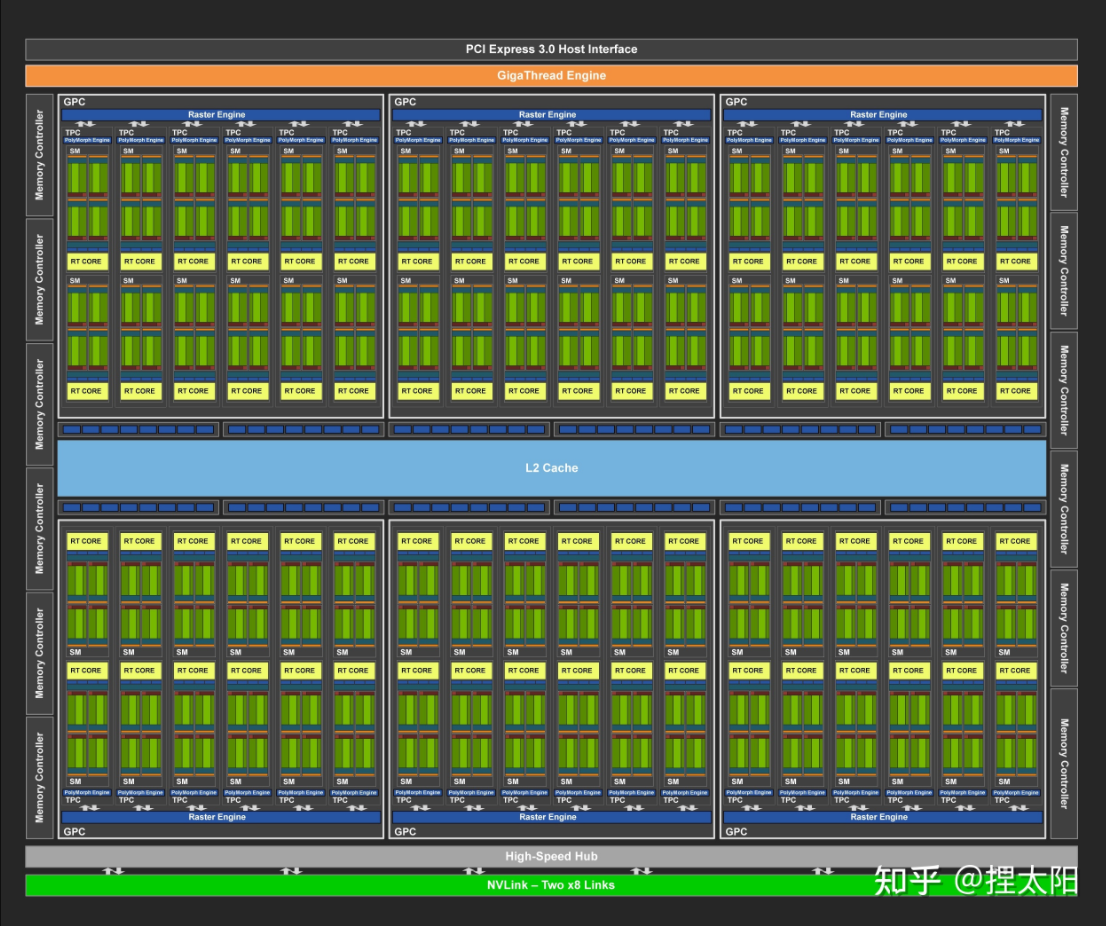 PCI Express 3.0 Host Interface
GigaThread Engine
GPC GPC GPC
Raster Engine Raster Engine Raster Engine
TPC TPC TPC TPC TPC TPC TPC TPC TPC TPC TPC TPC TPC TPC TPC TPC TPC TPC
PolyMorph Engine PolyMorph Engine PolyMorph Engine PolyMorph Engine PolyMorph Engine PolyMorph Engine PolyMorph Engine PolyMorph Engine PolyMorph Engine PolyMorph Engine PolyMorph Engine PolyMorph Engine PolyMorph Engine PolyMorph Engine PolyMorph Engine PolyMorph Engine PolyMorph Engine PolyMorph Engine
SM SM SM SM SM SM SM SM SM SM SM SM SM SM SM SM SM SM
RT CORE RT CORE RT CORE RT CORE RT CORE RT CORE RT CORE RT CORE RT CORE RT CORE RT CORE RT CORE RT CORE RT CORE RT CORE RT CORE RT CORE RT CORE
SM SM SM SM SM SM SM SM SM SM SM SM SM SM SM SM SM SM
RT CORE RT CORE RT CORE RT CORE RT CORE RT CORE RT CORE RT CORE RT CORE RT CORE RT CORE RT CORE RT CORE RT CORE RT CORE RT CORE RT CORE RT CORE
L2 Cache
RT CORE RT CORE RT CORE RT CORE RT CORE RT CORE RT CORE RT CORE RT CORE RT CORE RT CORE RT CORE RT CORE RT CORE RT CORE RT CORE RT CORE RT CORE
SM SM SM SM SM SM SM SM SM SM SM SM SM SM SM SM SM SM
RT CORE RT CORE RT CORE RT CORE RT CORE RT CORE RT CORE RT CORE RT CORE RT CORE RT CORE RT CORE RT CORE RT CORE RT CORE RT CORE RT CORE RT CORE
SM SM SM SM SM SM SM SM SM SM SM SM SM SM SM SM SM SM
PolyMorph Engine PolyMorph Engine PolyMorph Engine PolyMorph Engine PolyMorph Engine PolyMorph Engine PolyMorph Engine PolyMorph Engine PolyMorph Engine PolyMorph Engine PolyMorph Engine PolyMorph Engine PolyMorph Engine PolyMorph Engine PolyMorph Engine PolyMorph Engine PolyMorph Engine PolyMorph Engine
TPC TPC TPC TPC TPC TPC TPC TPC TPC TPC TPC TPC TPC TPC TPC TPC TPC TPC
Raster Engine Raster Engine Raster Engine
GPC GPC GPC
Memory Controller
Memory Controller
Memory Controller
Memory Controller
Memory Controller
Memory Controller
Memory Controller
Memory Controller
Memory Controller
Memory Controller
Memory Controller
Memory Controller
High-Speed Hub
NVLink – Two x8 Links
知乎 @捏太阳